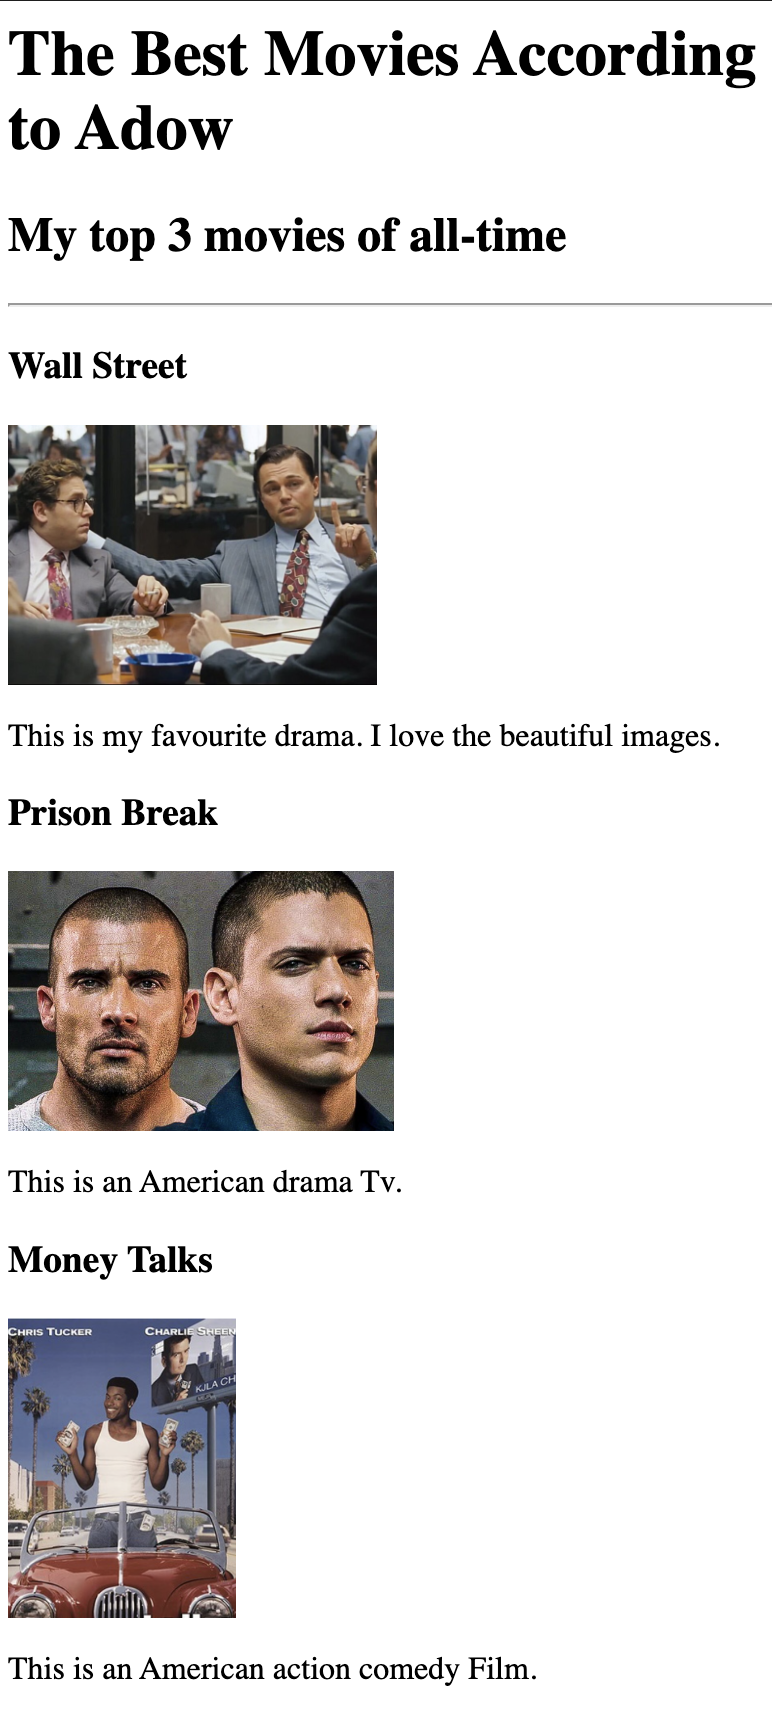 The Best Movies According
to Adow
My top 3 movies of all-time
Wall Street
This is my favourite drama. I love the beautiful images.
Prison Break
This is an American drama Tv.
Money Talks
CHRIS TUCKER CHARLIE SHEEN
KJLA CH
This is an American action comedy Film.